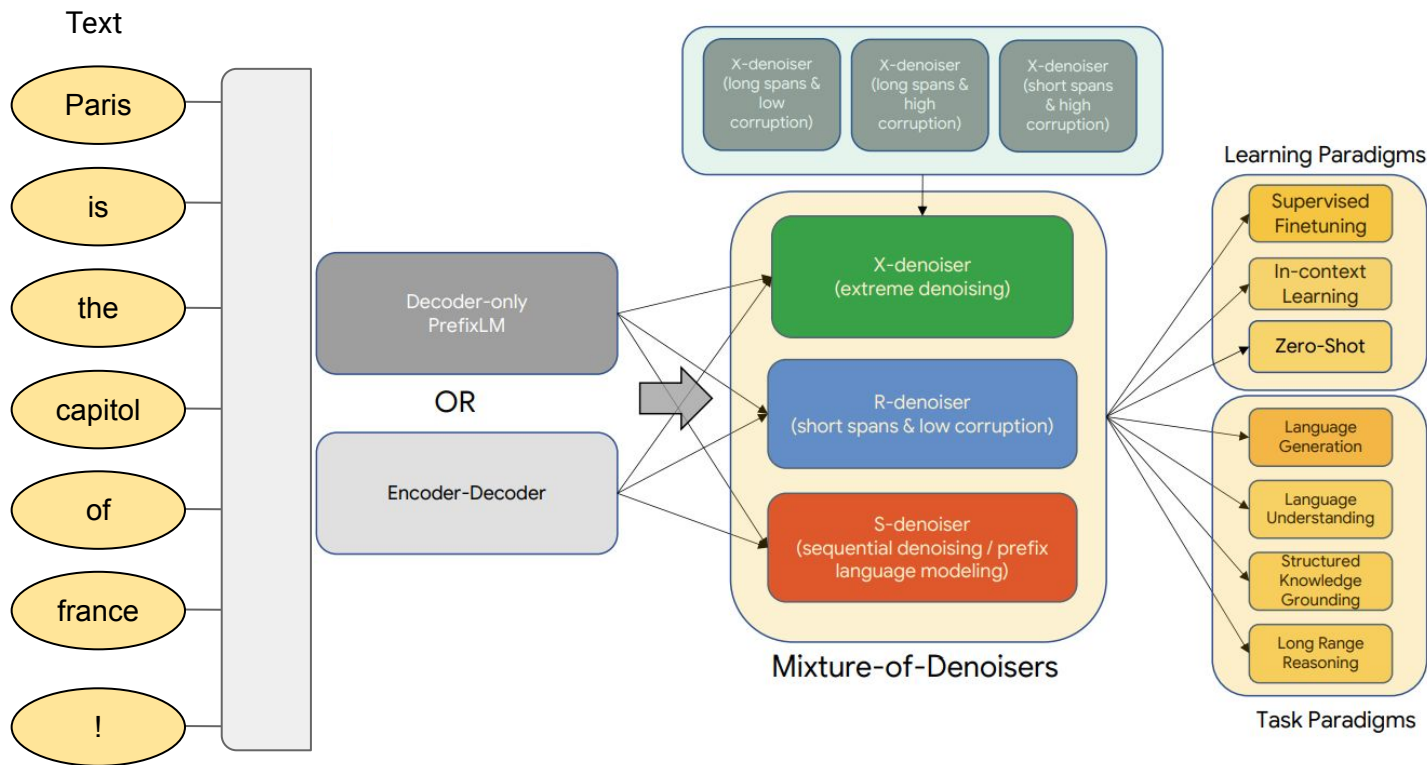 Text
Paris
is
the
capitol
of
france
!
Decoder-only
PrefixLM
OR
Encoder-Decoder
X-denoiser
(long spans &
low
corruption)
X-denoiser
(long spans &
high
corruption)
X-denoiser
(short spans
& high
corruption)
X-denoiser
(extreme denoising)
R-denoiser
(short spans & low corruption)
S-denoiser
(sequential denoising / prefix
language modeling)
Mixture-of-Denoisers
Learning Paradigms
Supervised
Finetuning
In-context
Learning
Zero-Shot
Language
Generation
Language
Understanding
Structured
Knowledge
Grounding
Long Range
Reasoning
Task Paradigms